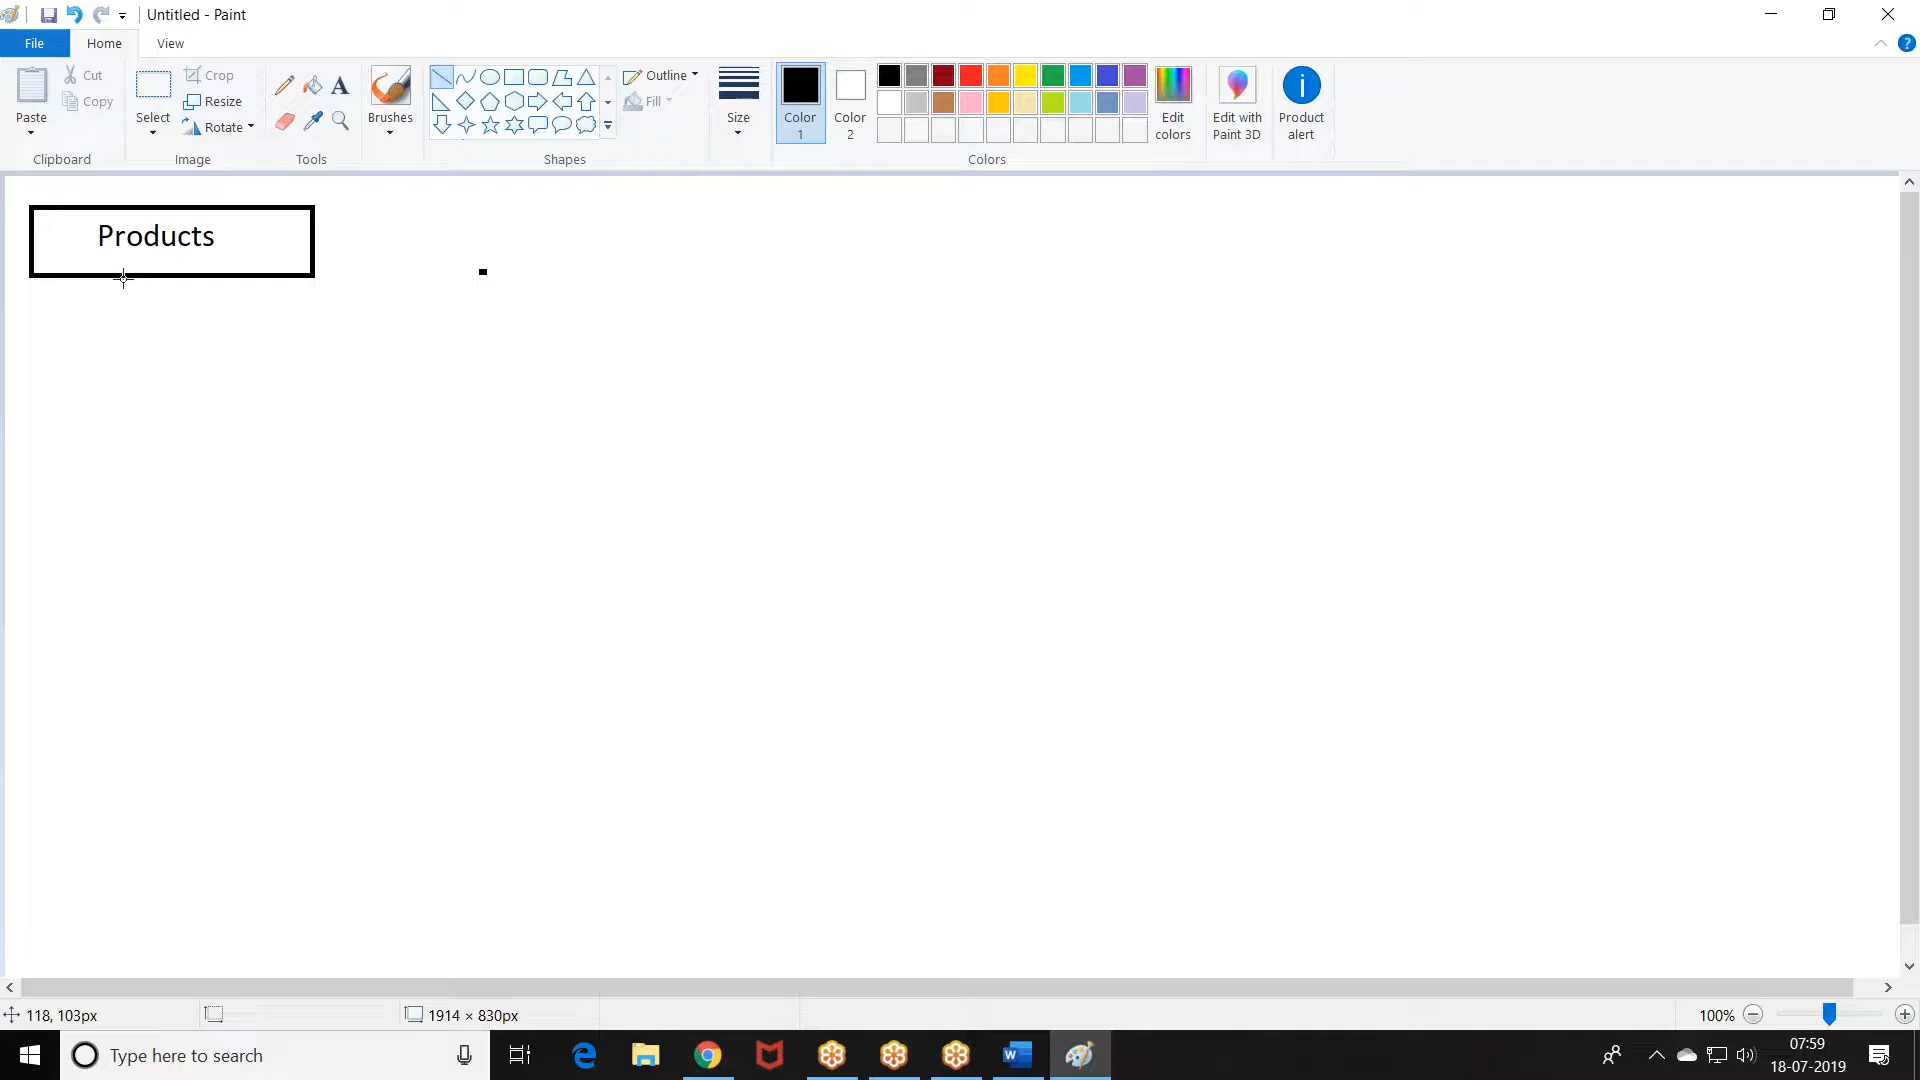 Untitled - Paint
File Home View
Paste
Cut
Copy
Clipboard
Select
Crop
Resize
Rotate
Image
Tools
Brushes
Shapes
Outline
Fill
Size
Color 1
Color 2
Colors
Edit colors
Edit with Paint 3D
Product alert
Products
118, 103px
1914 × 830px
100%
Type here to search
07:59
18-07-2019